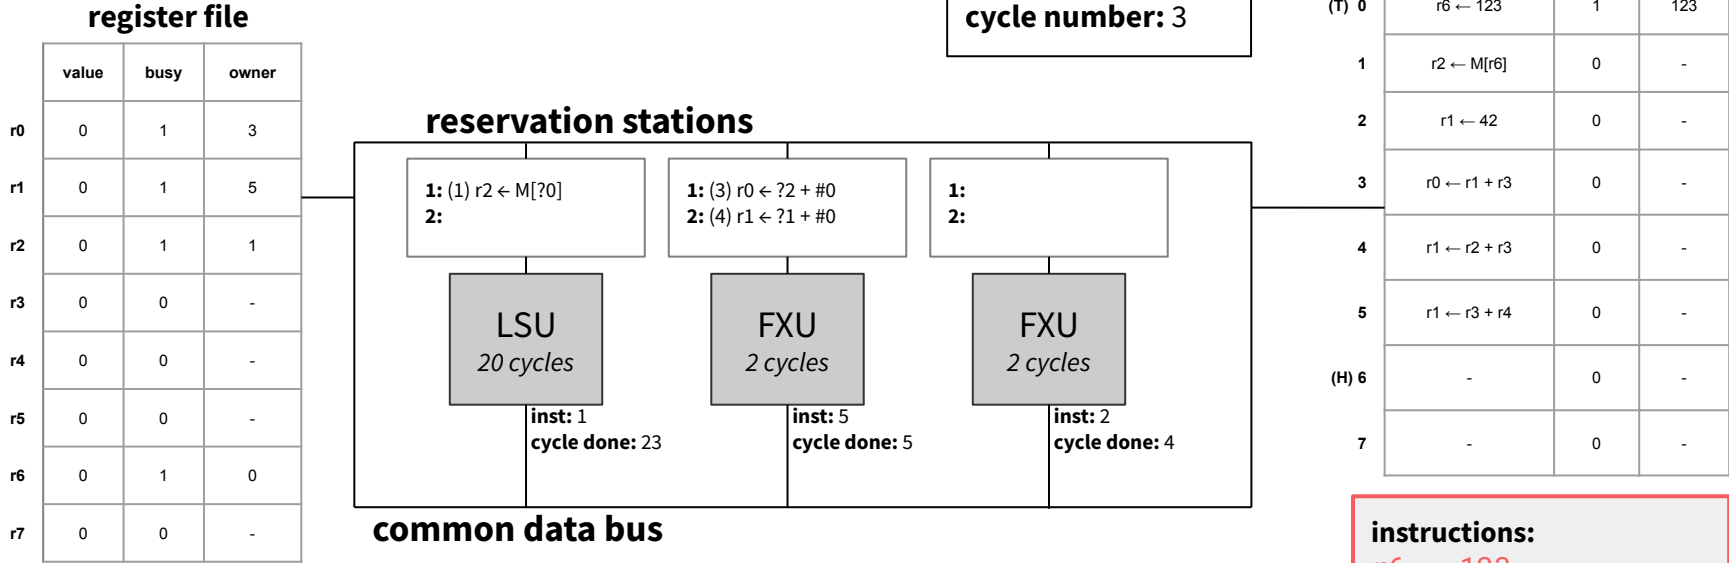 register file
value busy owner
r0 0 1 3
r1 0 1 5
r2 0 1 1
r3 0 0 -
r4 0 0 -
r5 0 0 -
r6 0 1 0
r7 0 0 -
cycle number: 3
reservation stations
1: (1) r2 ← M[?0]
2:
1: (3) r0 ← ?2 + #0
2: (4) r1 ← ?1 + #0
1:
2:
LSU
20 cycles
inst: 1
cycle done: 23
FXU
2 cycles
inst: 5
cycle done: 5
FXU
2 cycles
inst: 2
cycle done: 4
common data bus
(T) 0 r6 ← 123 1 123
1 r2 ← M[r6] 0 -
2 r1 ← 42 0 -
3 r0 ← r1 + r3 0 -
4 r1 ← r2 + r3 0 -
5 r1 ← r3 + r4 0 -
(H) 6 - 0 -
7 - 0 -
instructions: